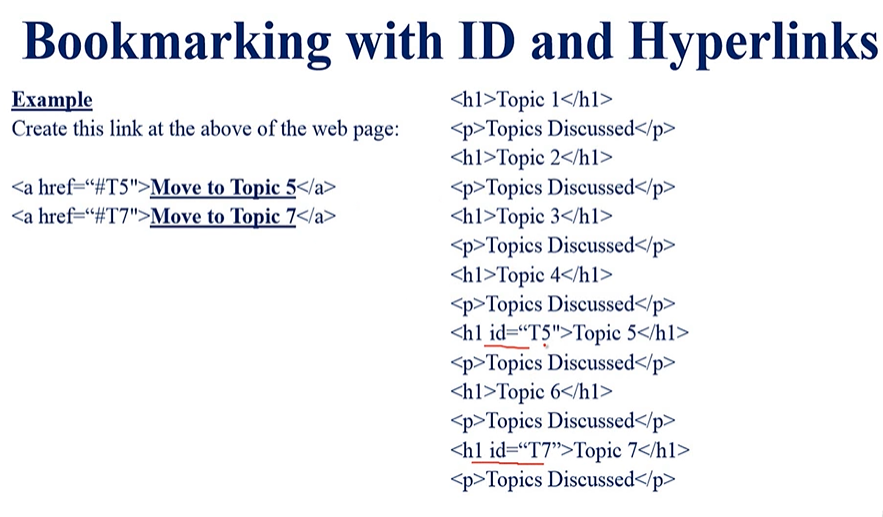 Bookmarking with ID and Hyperlinks
Example
Create this link at the above of the web page:
<a href=“#T5">Move to Topic 5</a>
<a href=“#T7">Move to Topic 7</a>
<h1>Topic 1</h1>
<p>Topics Discussed</p>
<h1>Topic 2</h1>
<p>Topics Discussed</p>
<h1>Topic 3</h1>
<p>Topics Discussed</p>
<h1>Topic 4</h1>
<p>Topics Discussed</p>
<h1 id=“T5">Topic 5</h1>
<p>Topics Discussed</p>
<h1>Topic 6</h1>
<p>Topics Discussed</p>
<h1 id=“T7”>Topic 7</h1>
<p>Topics Discussed</p>